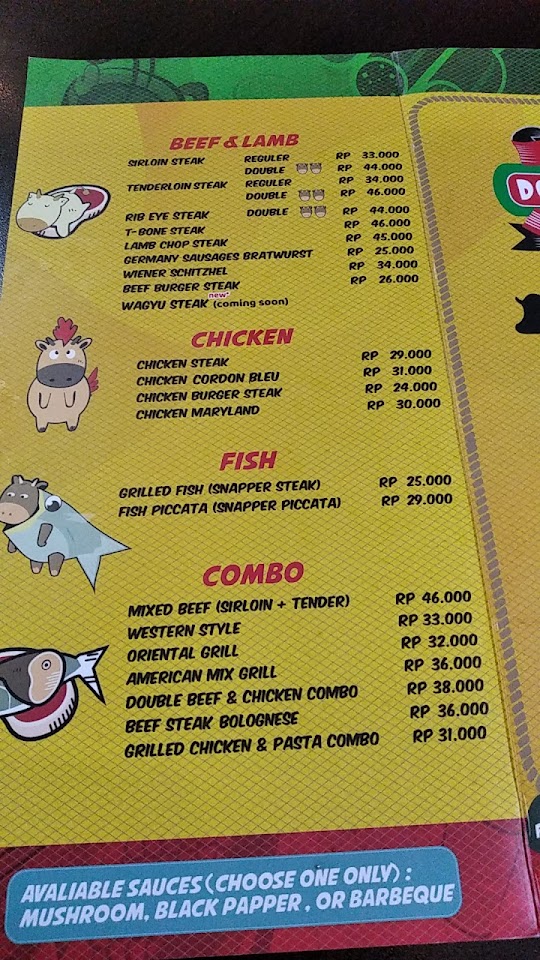 BEEF & LAMB
SIRLOIN STEAK REGULER RP 33.000
DOUBLE RP 44.000
TENDERLOIN STEAK REGULER RP 34.000
DOUBLE RP 46.000
RIB EYE STEAK DOUBLE RP 44.000
T-BONE STEAK RP 46.000
LAMB CHOP STEAK RP 45.000
GERMANY SAUSAGES BRATWURST RP 25.000
WIENER SCHITZHEL RP 34.000
BEEF BURGER STEAK RP 26.000
new*
WAGYU STEAK (coming soon)
CHICKEN
CHICKEN STEAK RP 29.000
CHICKEN CORDON BLEU RP 31.000
CHICKEN BURGER STEAK RP 24.000
CHICKEN MARYLAND RP 30.000
FISH
GRILLED FISH (SNAPPER STEAK) RP 25.000
FISH PICCATA (SNAPPER PICCATA) RP 29.000
COMBO
MIXED BEEF (SIRLOIN + TENDER) RP 46.000
WESTERN STYLE RP 33.000
ORIENTAL GRILL RP 32.000
AMERICAN MIX GRILL RP 36.000
DOUBLE BEEF & CHICKEN COMBO RP 38.000
BEEF STEAK BOLOGNESE RP 36.000
GRILLED CHICKEN & PASTA COMBO RP 31.000
AVALIABLE SAUCES (CHOOSE ONE ONLY) :
MUSHROOM, BLACK PAPPER , OR BARBEQUE